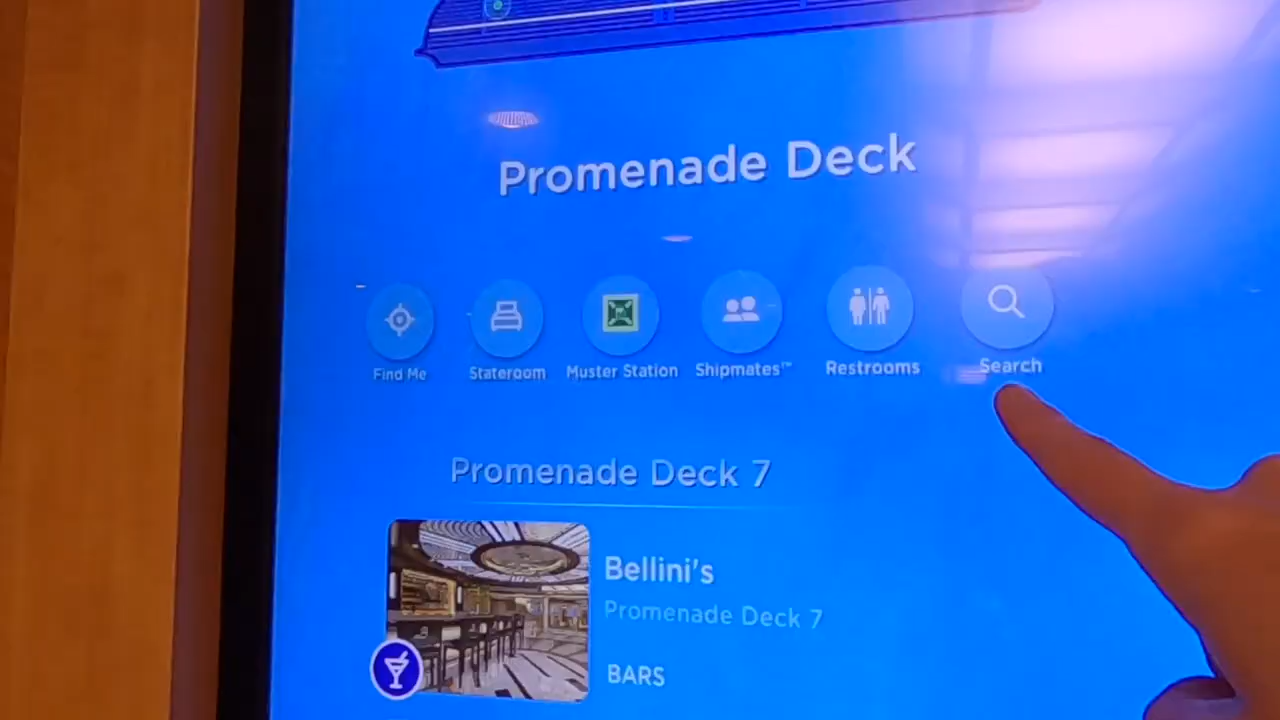 Promenade Deck
Find Me
Stateroom
Muster Station
Shipmates™
Restrooms
Search
Promenade Deck 7
Bellini's
Promenade Deck 7
BARS